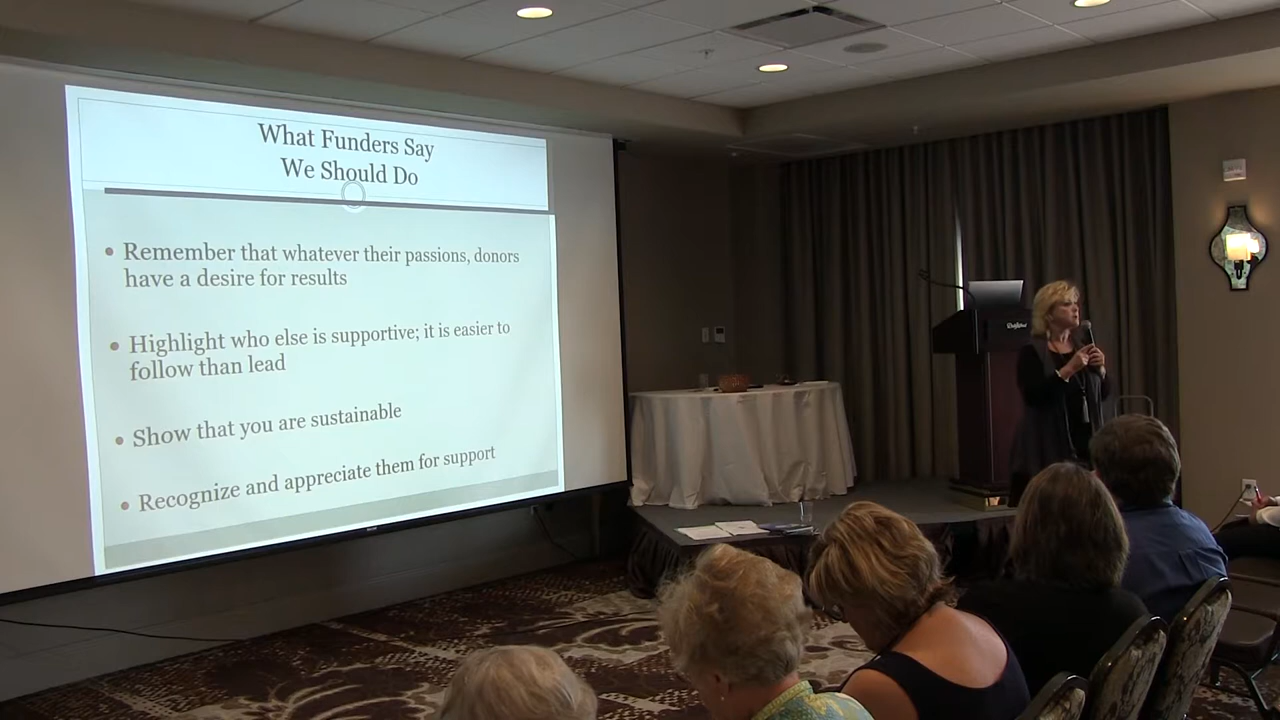 What Funders Say
We Should Do
• Remember that whatever their passions, donors
have a desire for results
• Highlight who else is supportive; it is easier to
follow than lead
• Show that you are sustainable
• Recognize and appreciate them for support